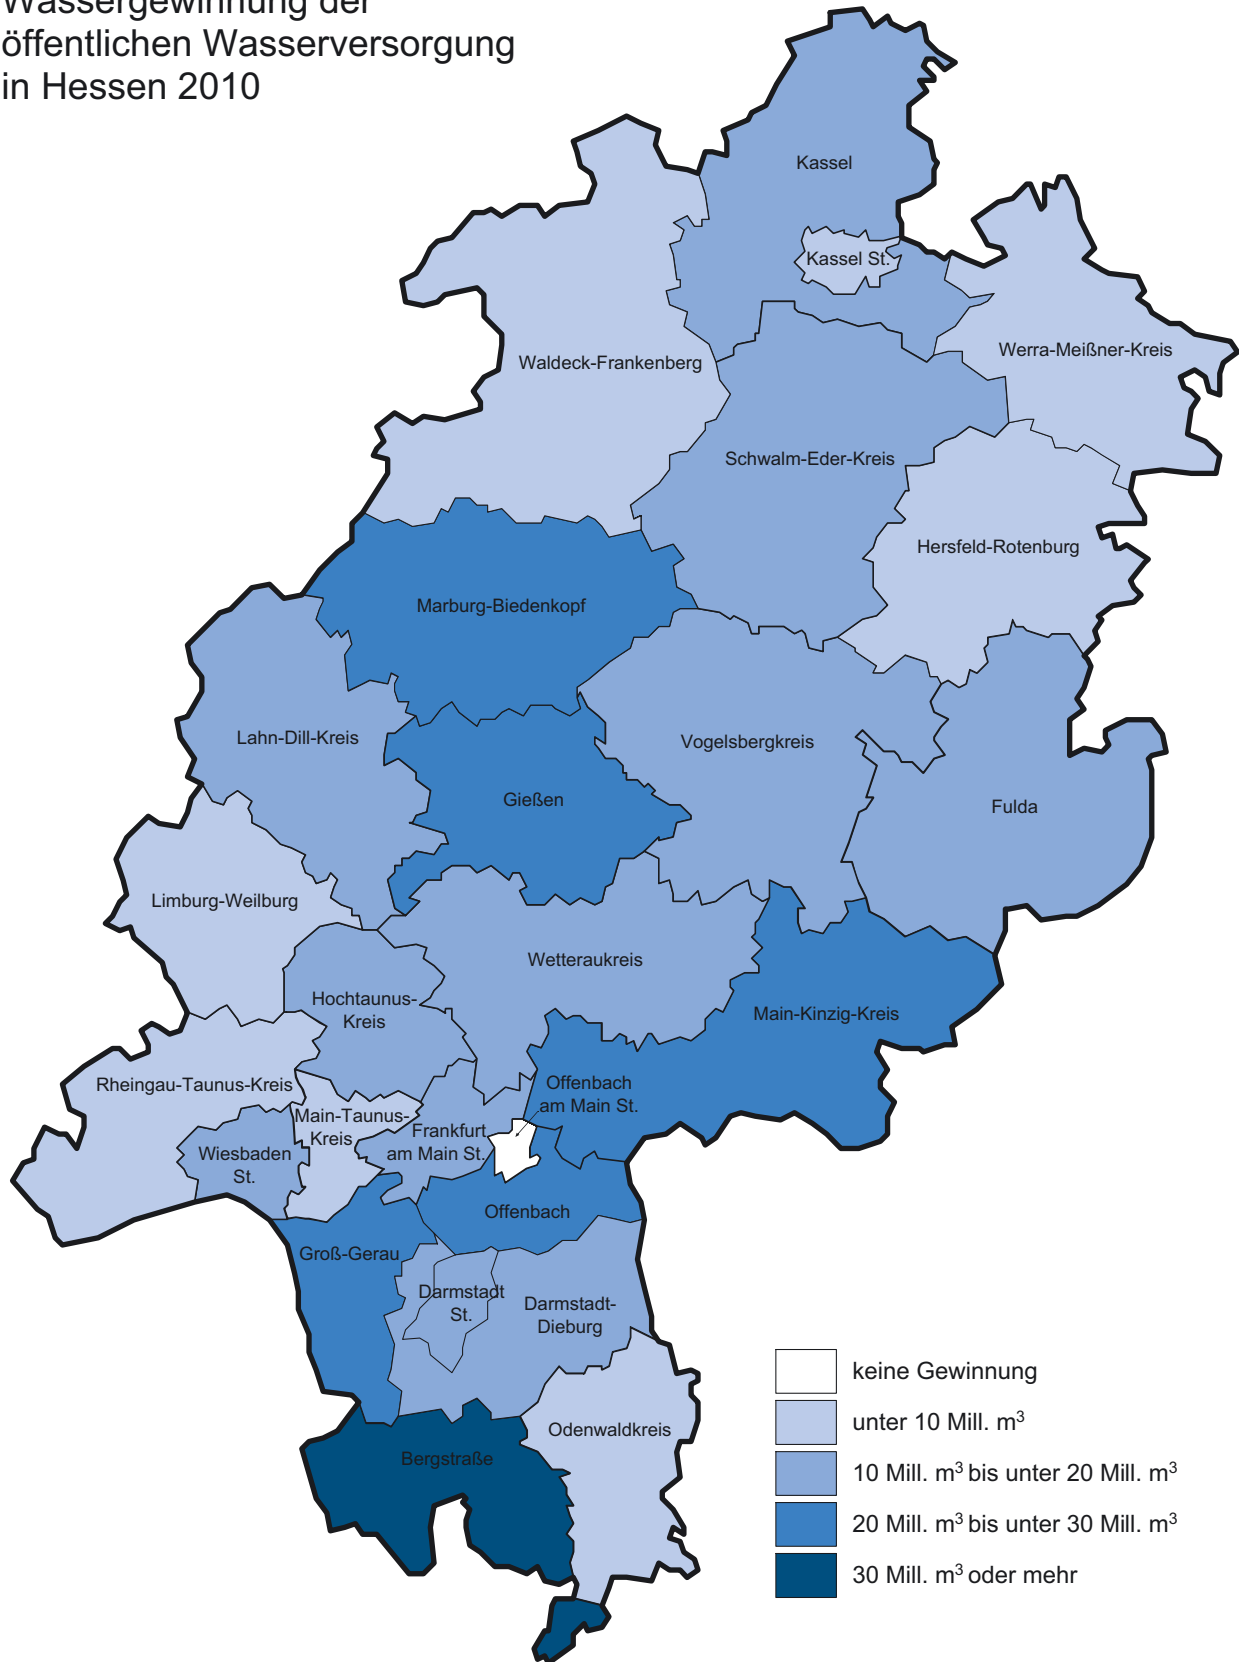 Wassergewinnung der
öffentlichen Wasserversorgung
in Hessen 2010
Kassel
Kassel St.
Werra-Meißner-Kreis
Waldeck-Frankenberg
Schwalm-Eder-Kreis
Hersfeld-Rotenburg
Marburg-Biedenkopf
Lahn-Dill-Kreis
Vogelsbergkreis
Gießen
Fulda
Limburg-Weilburg
Wetteraukreis
Hochtaunus-
Kreis
Main-Kinzig-Kreis
Rheingau-Taunus-Kreis
Offenbach
am Main St.
Main-Taunus-
Kreis
Frankfurt
am Main St.
Wiesbaden
St.
Offenbach
Groß-Gerau
Darmstadt
St.
Darmstadt-
Dieburg
Odenwaldkreis
Bergstraße
keine Gewinnung
unter 10 Mill. m³
10 Mill. m³ bis unter 20 Mill. m³
20 Mill. m³ bis unter 30 Mill. m³
30 Mill. m³ oder mehr